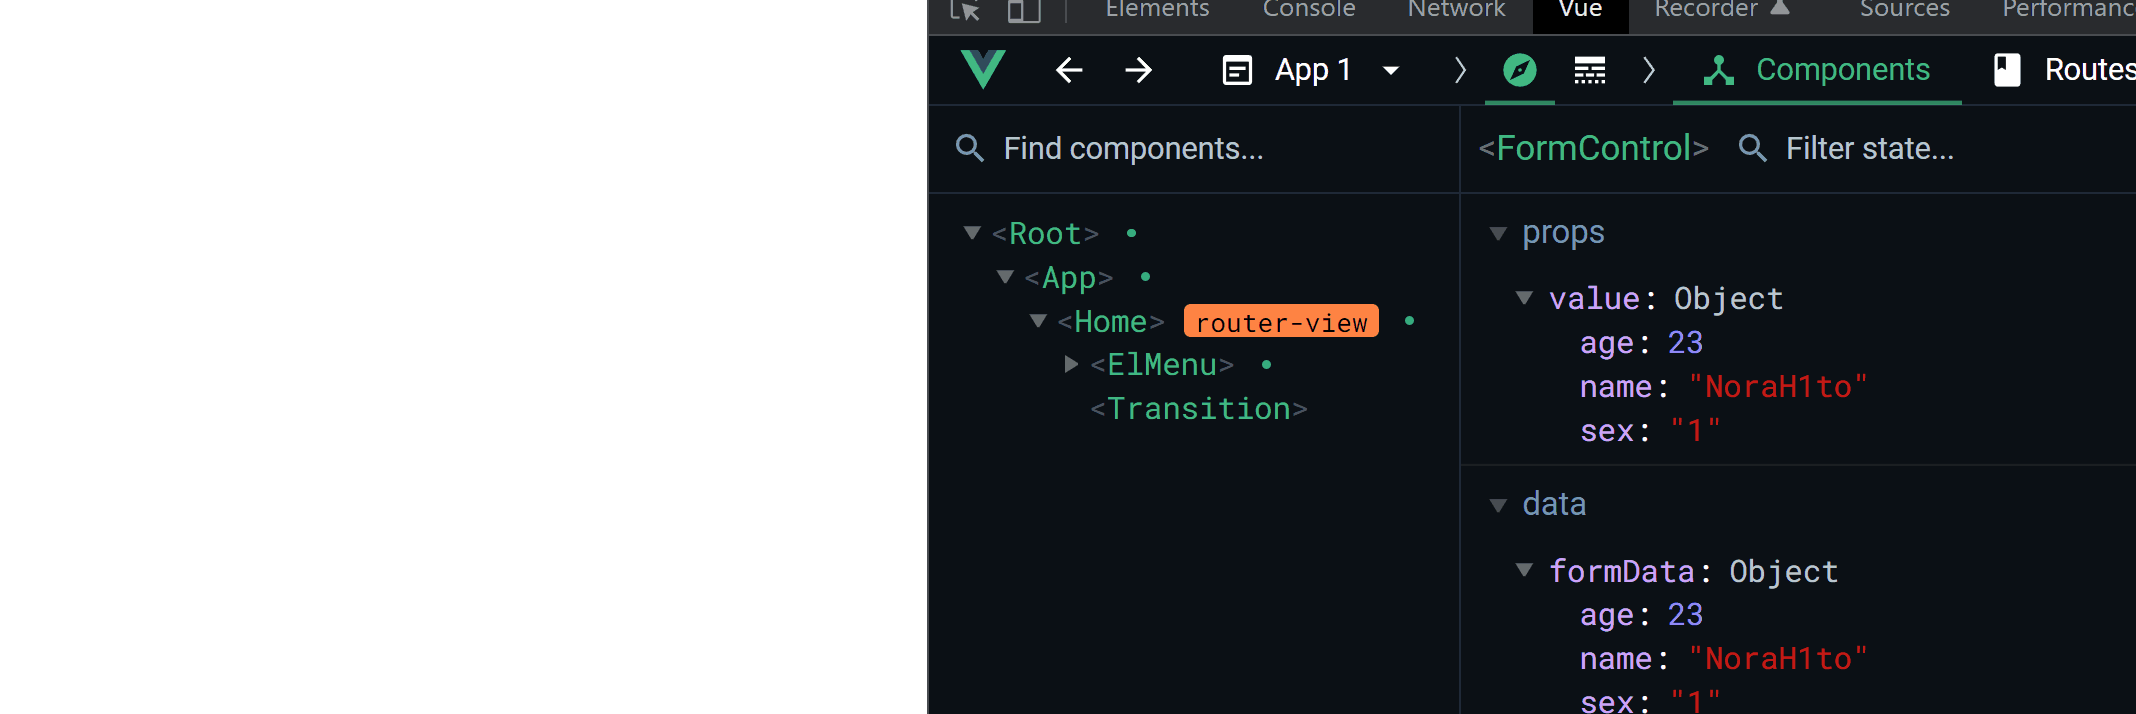 Elements Console Network Vue Recorder Sources Performanc
App 1 Components Routes
Find components...
<FormControl> Filter state...
<Root>
<App>
<Home> router-view
<ElMenu>
<Transition>
props
value: Object
age: 23
name: "NoraH1to"
sex: "1"
data
formData: Object
age: 23
name: "NoraH1to"
sex: "1"